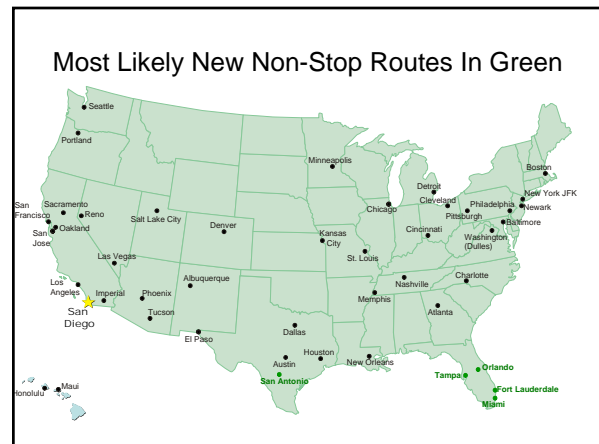 Most Likely New Non-Stop Routes In Green
Seattle
Portland
Minneapolis
Boston
Detroit
New York JFK
Cleveland
Philadelphia
Newark
San
Francisco
Sacramento
Reno
Salt Lake City
Chicago
Pittsburgh
Baltimore
Oakland
San
Jose
Denver
Kansas
City
Cincinnati
Washington
(Dulles)
St. Louis
Las Vegas
Los
Angeles
Imperial
Phoenix
Albuquerque
Nashville
Charlotte
Memphis
San
Diego
Tucson
Atlanta
El Paso
Dallas
Austin
Houston
New Orleans
San Antonio
Orlando
Tampa
Fort Lauderdale
Miami
Honolulu
Maui